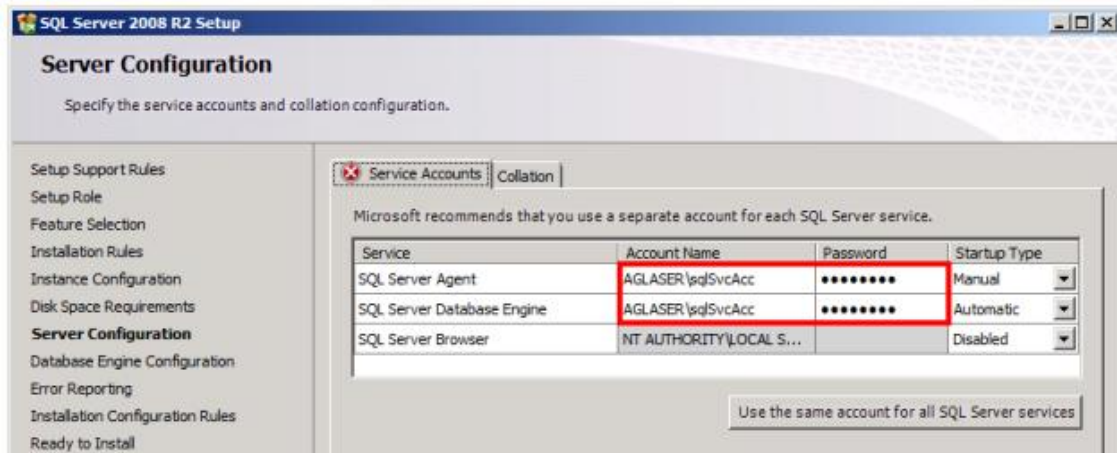 SQL Server 2008 R2 Setup
Server Configuration
Specify the service accounts and collation configuration.
Setup Support Rules
Setup Role
Feature Selection
Installation Rules
Instance Configuration
Disk Space Requirements
Server Configuration
Database Engine Configuration
Error Reporting
Installation Configuration Rules
Ready to Install
Service Accounts Collation
Microsoft recommends that you use a separate account for each SQL Server service.
Service Account Name Password Startup Type
SQL Server Agent AGLASER\sqlSvcAcc ●●●●●●●● Manual
SQL Server Database Engine AGLASER\sqlSvcAcc ●●●●●●●● Automatic
SQL Server Browser NT AUTHORITY\LOCAL S... Disabled
Use the same account for all SQL Server services